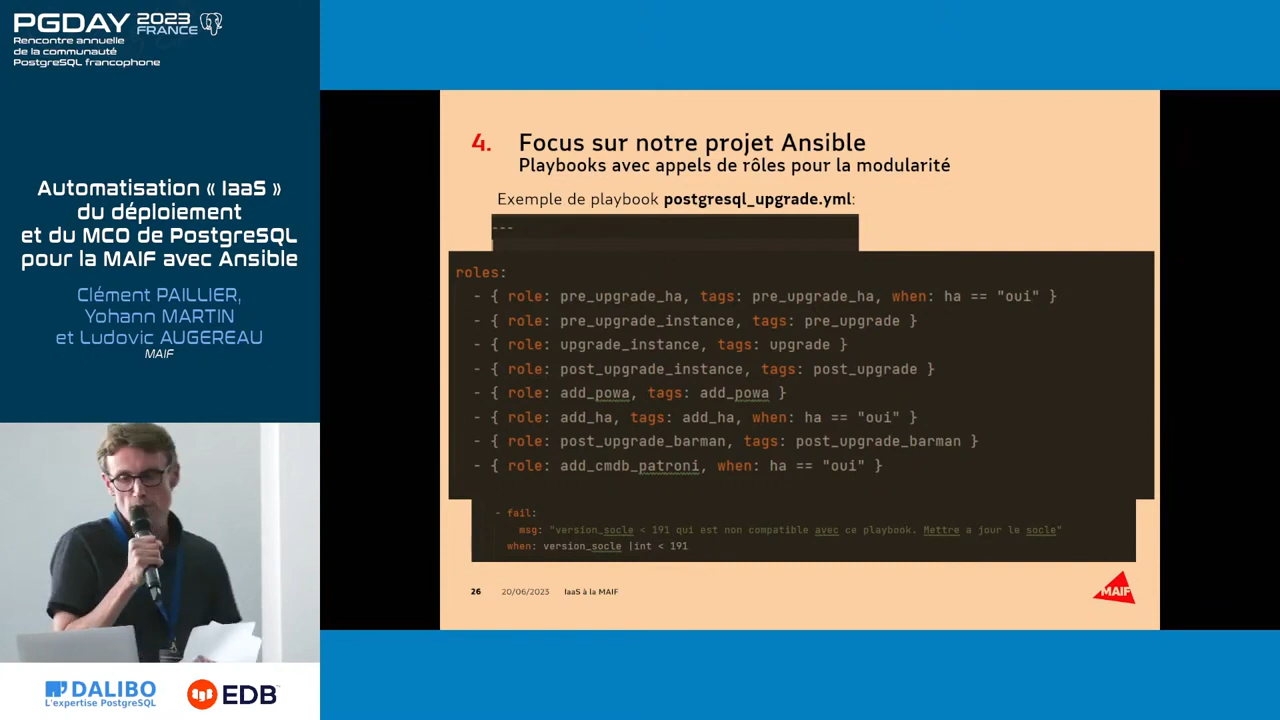 PGDAY 2023 FRANCE
Rencontre annuelle
de la communauté
PostgreSQL francophone
Automatisation « IaaS »
du déploiement
et du MCO de PostgreSQL
pour la MAIF avec Ansible
Clément PAILLIER,
Yohann MARTIN
et Ludovic AUGEREAU
MAIF
DALIBO
L'expertise PostgreSQL
EDB
4. Focus sur notre projet Ansible
Playbooks avec appels de rôles pour la modularité
Exemple de playbook postgresql_upgrade.yml:
---
roles:
- { role: pre_upgrade_ha, tags: pre_upgrade_ha, when: ha == "oui" }
- { role: pre_upgrade_instance, tags: pre_upgrade }
- { role: upgrade_instance, tags: upgrade }
- { role: post_upgrade_instance, tags: post_upgrade }
- { role: add_powa, tags: add_powa }
- { role: add_ha, tags: add_ha, when: ha == "oui" }
- { role: post_upgrade_barman, tags: post_upgrade_barman }
- { role: add_cmdb_patroni, when: ha == "oui" }
- fail:
msg: "version_socle < 191 qui est non compatible avec ce playbook. Mettre a jour le socle"
when: version_socle |int < 191
26 20/06/2023 IaaS à la MAIF
MAIF